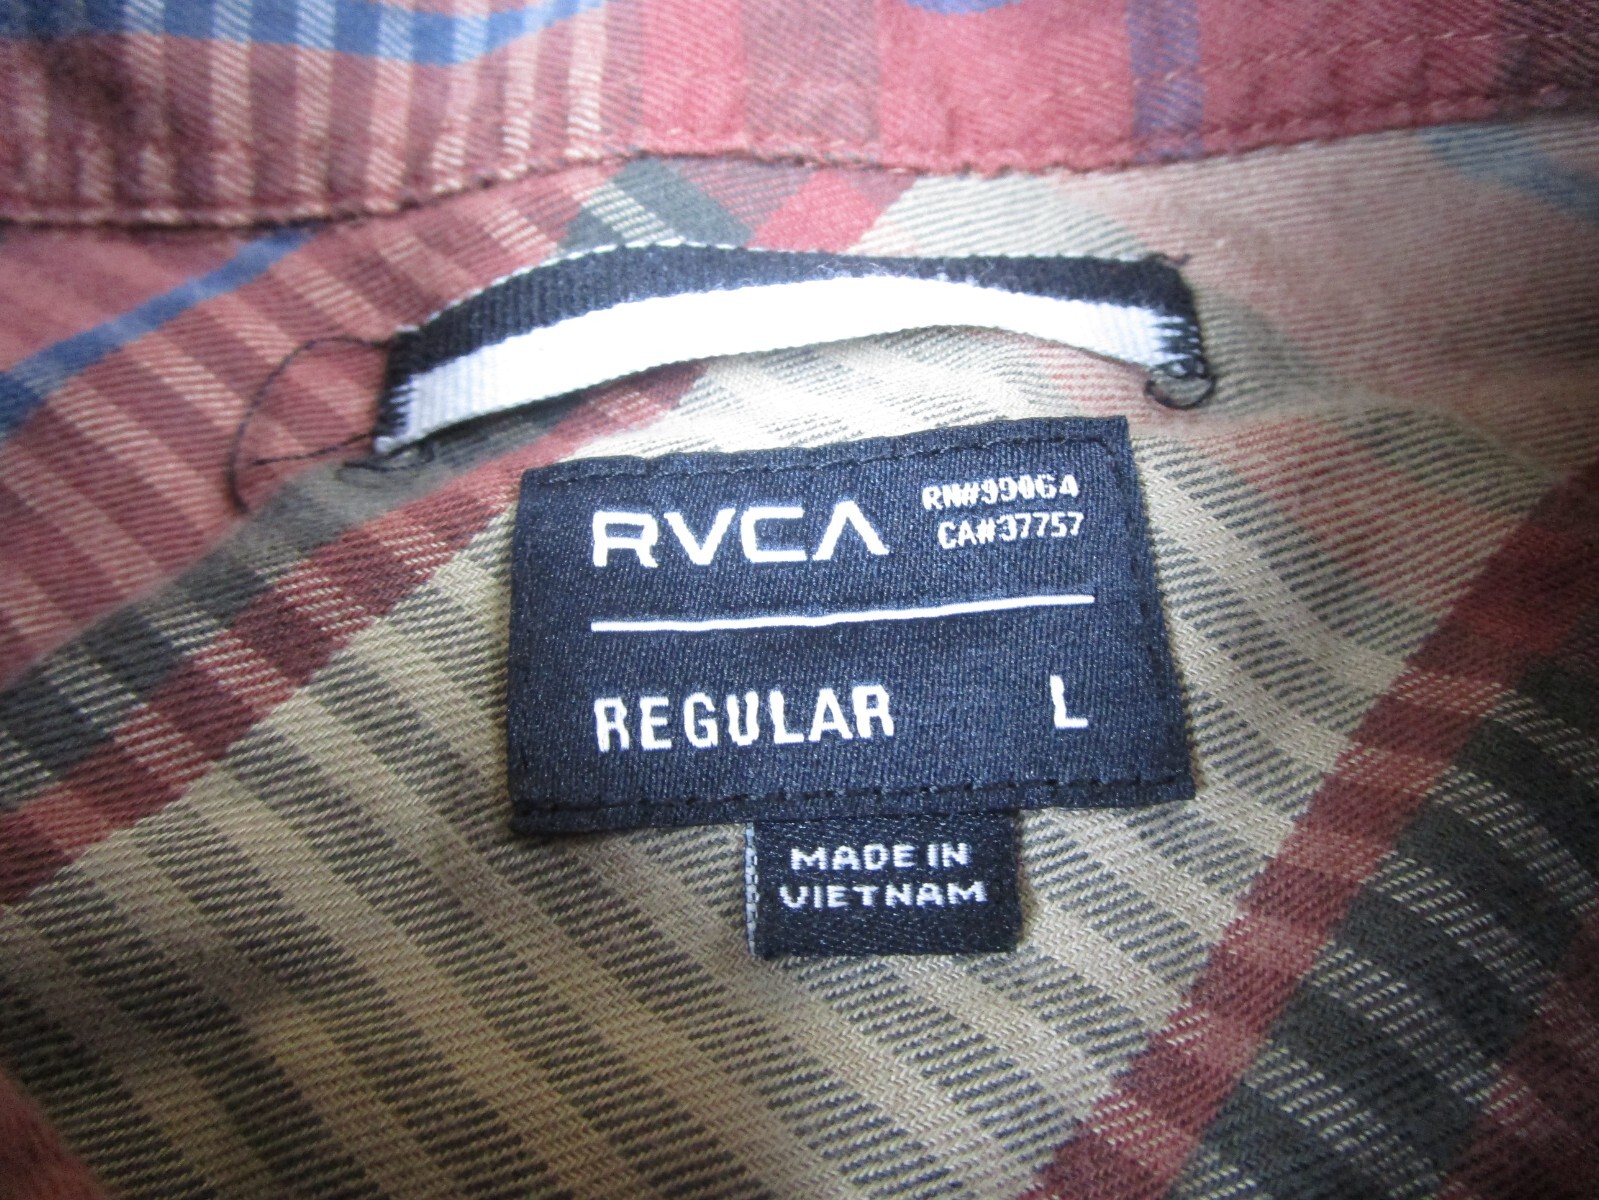 RVCA
RN#99064
CA#37757
REGULAR L
MADE IN
VIETNAM